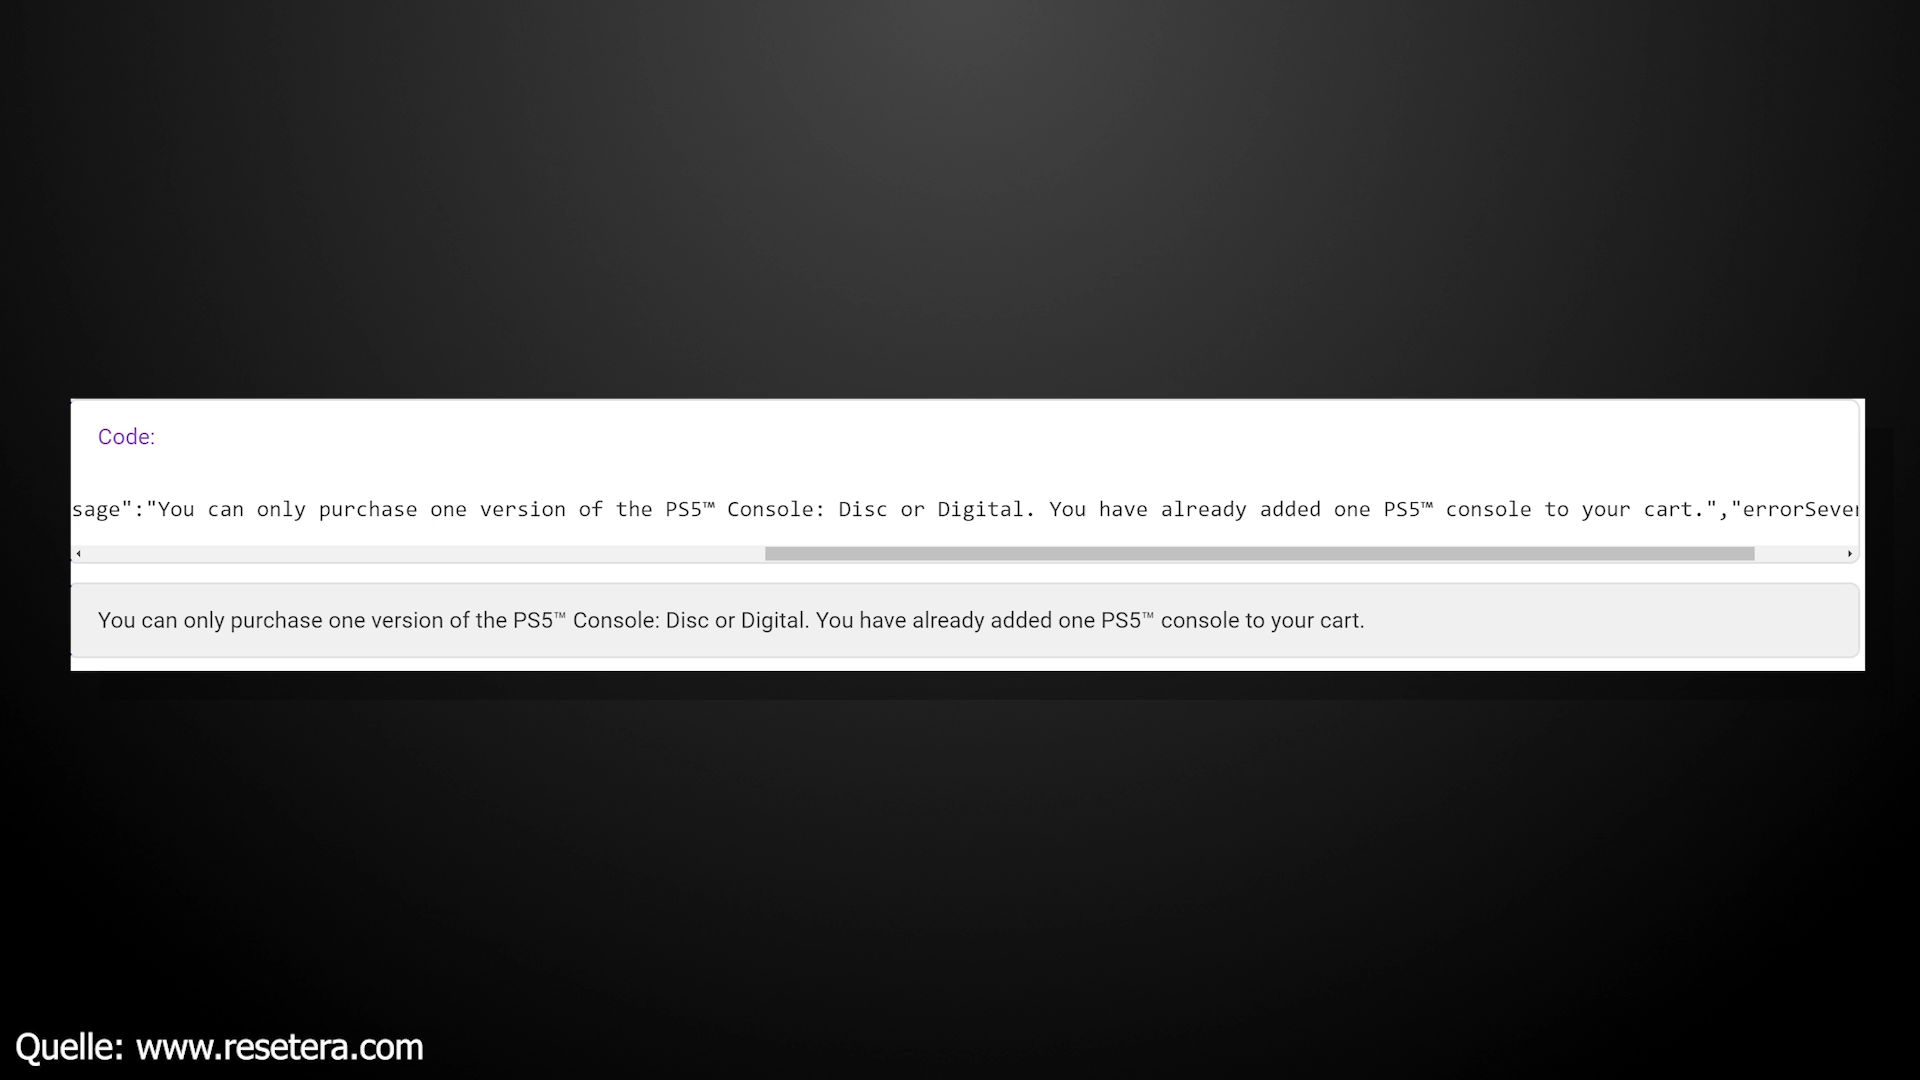 Code:
sage":"You can only purchase one version of the PS5™ Console: Disc or Digital. You have already added one PS5™ console to your cart.","errorSever
You can only purchase one version of the PS5™ Console: Disc or Digital. You have already added one PS5™ console to your cart.
Quelle: www.resetera.com